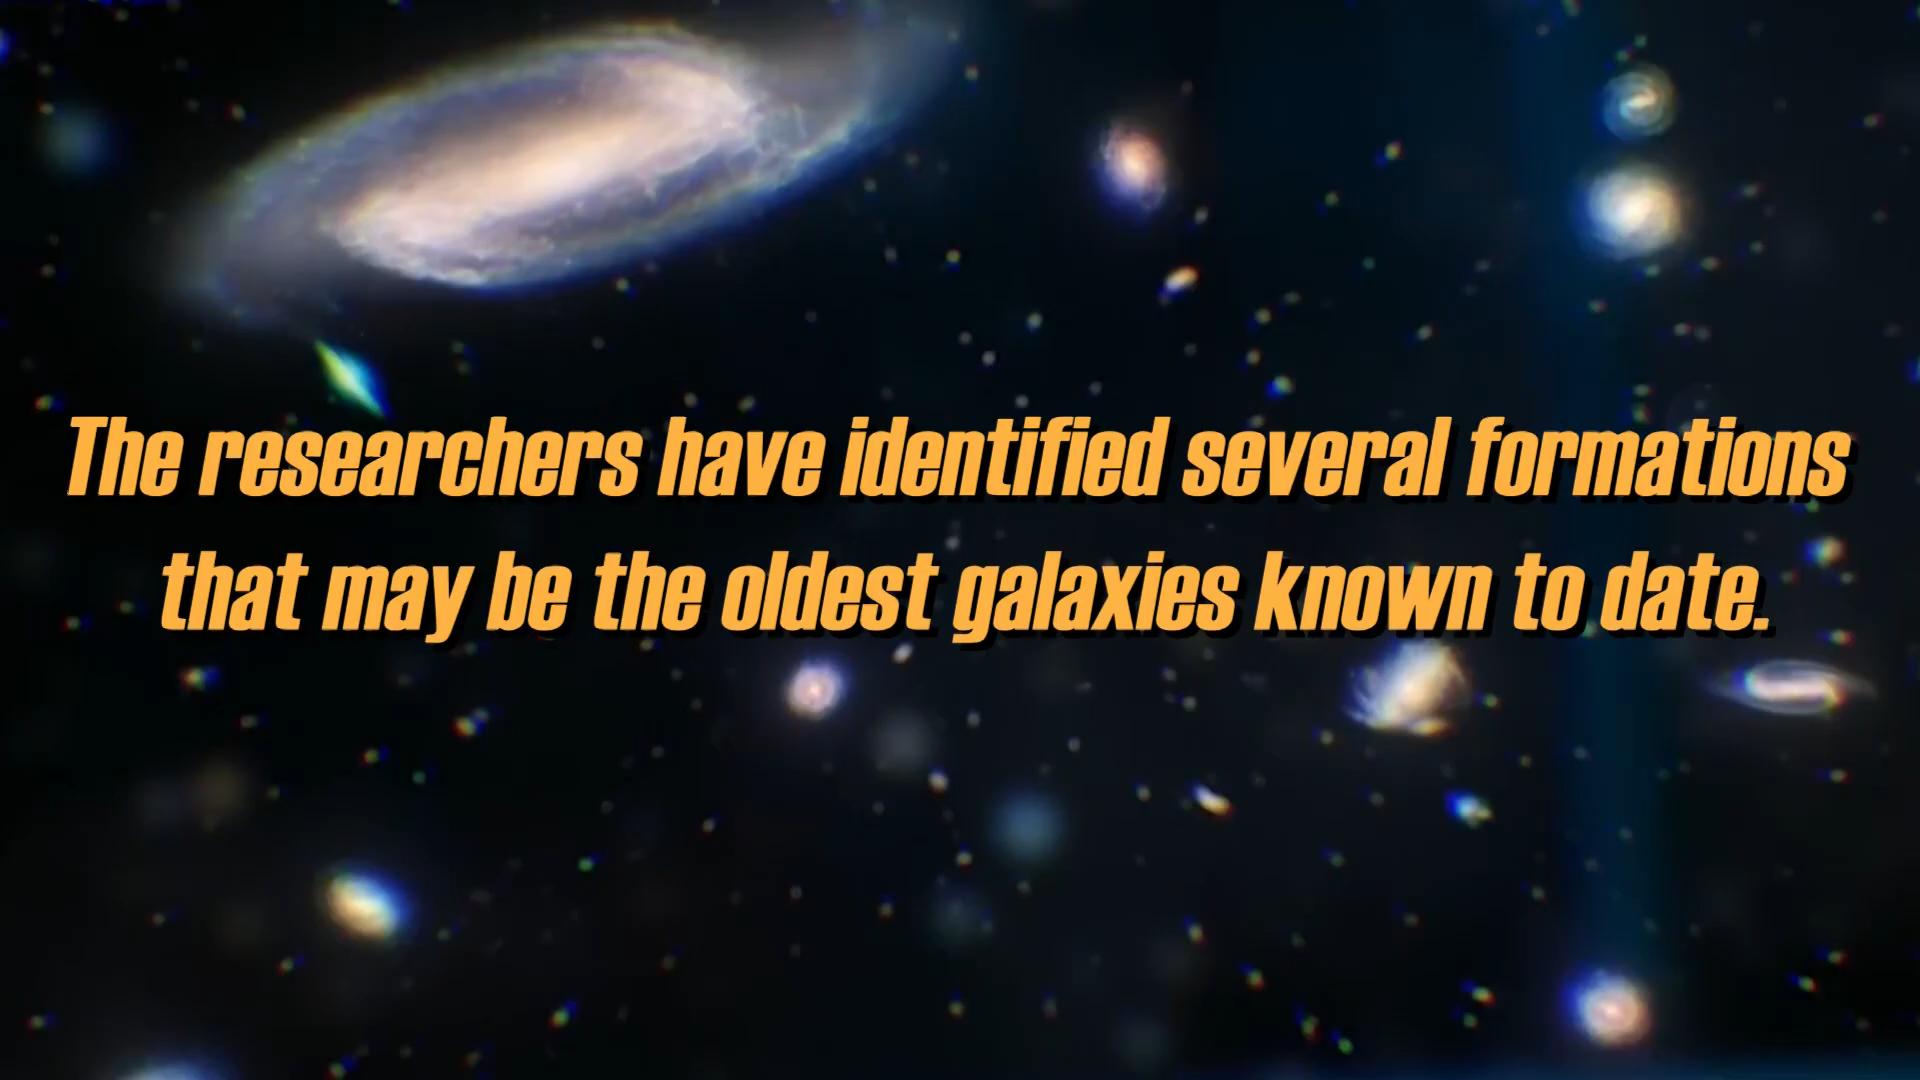 The researchers have identified several formations
that may be the oldest galaxies known to date.